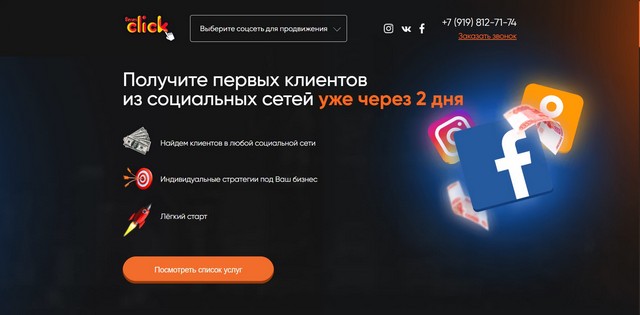 click
Выберите соцсеть для продвижения
+7 (919) 812-71-74
Заказать звонок
Получите первых клиентов
из социальных сетей уже через 2 дня
Найдем клиентов в любой социальной сети
Индивидуальные стратегии под Ваш бизнес
Лёгкий старт
Посмотреть список услуг